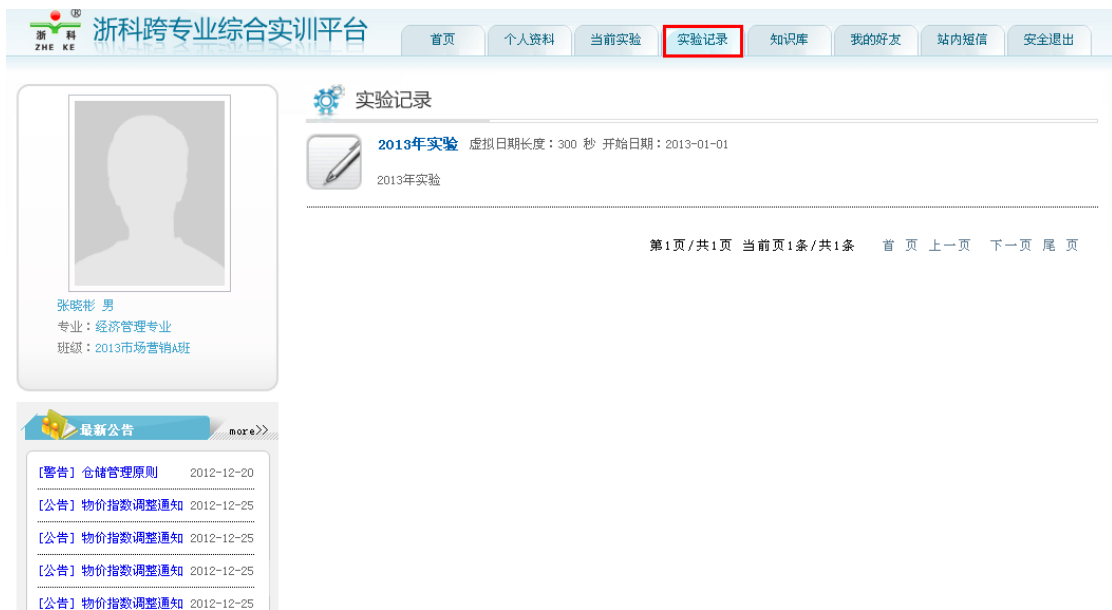 ®
浙 科
ZHE KE
浙科跨专业综合实训平台
首页 个人资料 当前实验 实验记录 知识库 我的好友 站内短信 安全退出
实验记录
2013年实验 虚拟日期长度：300 秒 开始日期：2013-01-01
2013年实验
第1页/共1页 当前页1条/共1条 首 页 上一页 下一页 尾 页
张晓彬 男
专业：经济管理专业
班级：2013市场营销A班
最新公告 more>>
[警告] 仓储管理原则 2012-12-20
[公告] 物价指数调整通知 2012-12-25
[公告] 物价指数调整通知 2012-12-25
[公告] 物价指数调整通知 2012-12-25
[公告] 物价指数调整通知 2012-12-25